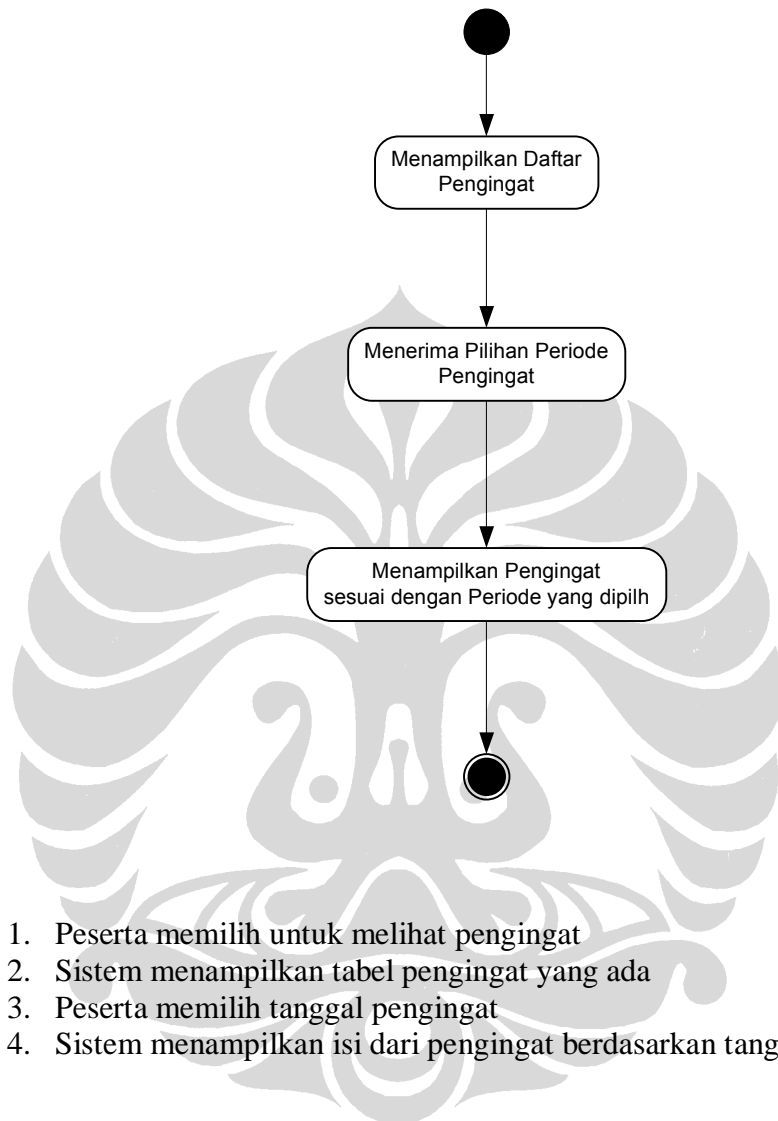 Menampilkan Daftar
Pengingat
Menerima Pilihan Periode
Pengingat
Menampilkan Pengingat
sesuai dengan Periode yang dipilh
1. Peserta memilih untuk melihat pengingat
2. Sistem menampilkan tabel pengingat yang ada
3. Peserta memilih tanggal pengingat
4. Sistem menampilkan isi dari pengingat berdasarkan tang